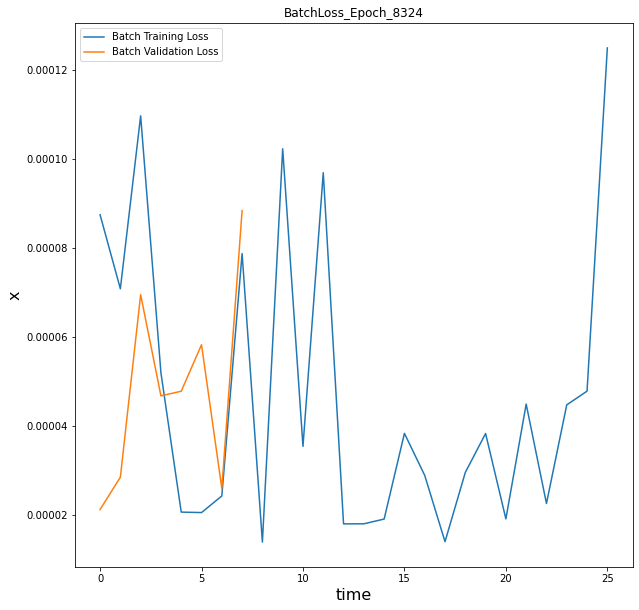 BatchLoss_Epoch_8324
Batch Training Loss
Batch Validation Loss
0.00012
0.00010
0.00008
0.00006
0.00004
0.00002
x
0 5 10 15 20 25
time